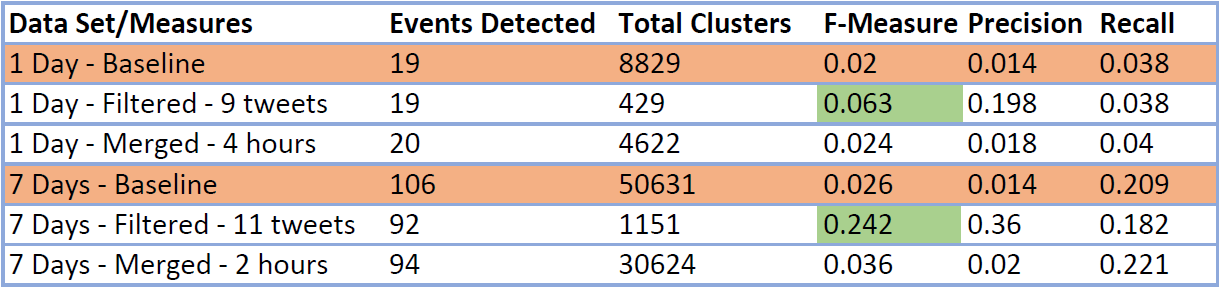 Data Set/Measures Events Detected Total Clusters F-Measure Precision Recall
1 Day - Baseline 19 8829 0.02 0.014 0.038
1 Day - Filtered - 9 tweets 19 429 0.063 0.198 0.038
1 Day - Merged - 4 hours 20 4622 0.024 0.018 0.04
7 Days - Baseline 106 50631 0.026 0.014 0.209
7 Days - Filtered - 11 tweets 92 1151 0.242 0.36 0.182
7 Days - Merged - 2 hours 94 30624 0.036 0.02 0.221